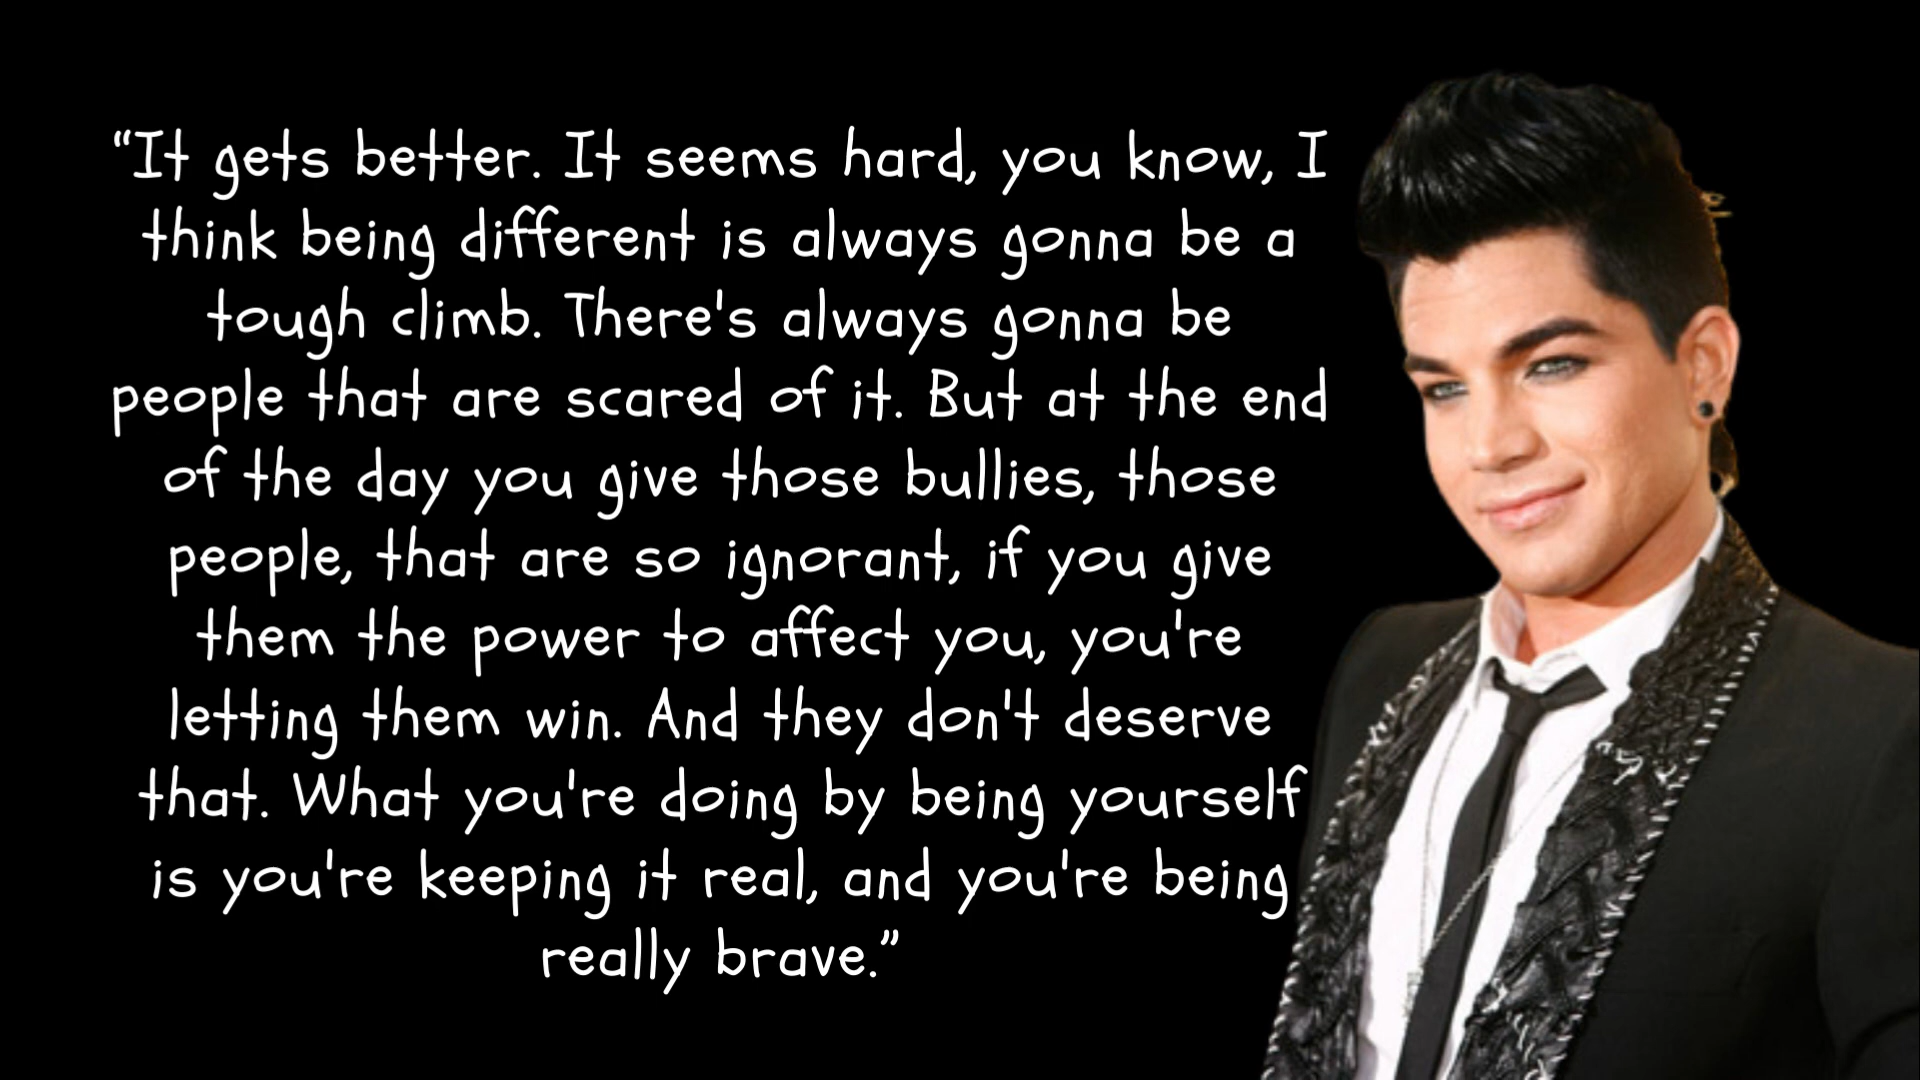 “It gets better. It seems hard, you know, I
think being different is always gonna be a
tough climb. There's always gonna be
people that are scared of it. But at the end
of the day you give those bullies, those
people, that are so ignorant, if you give
them the power to affect you, you're
letting them win. And they don't deserve
that. What you're doing by being yourself
is you're keeping it real, and you're being
really brave.”